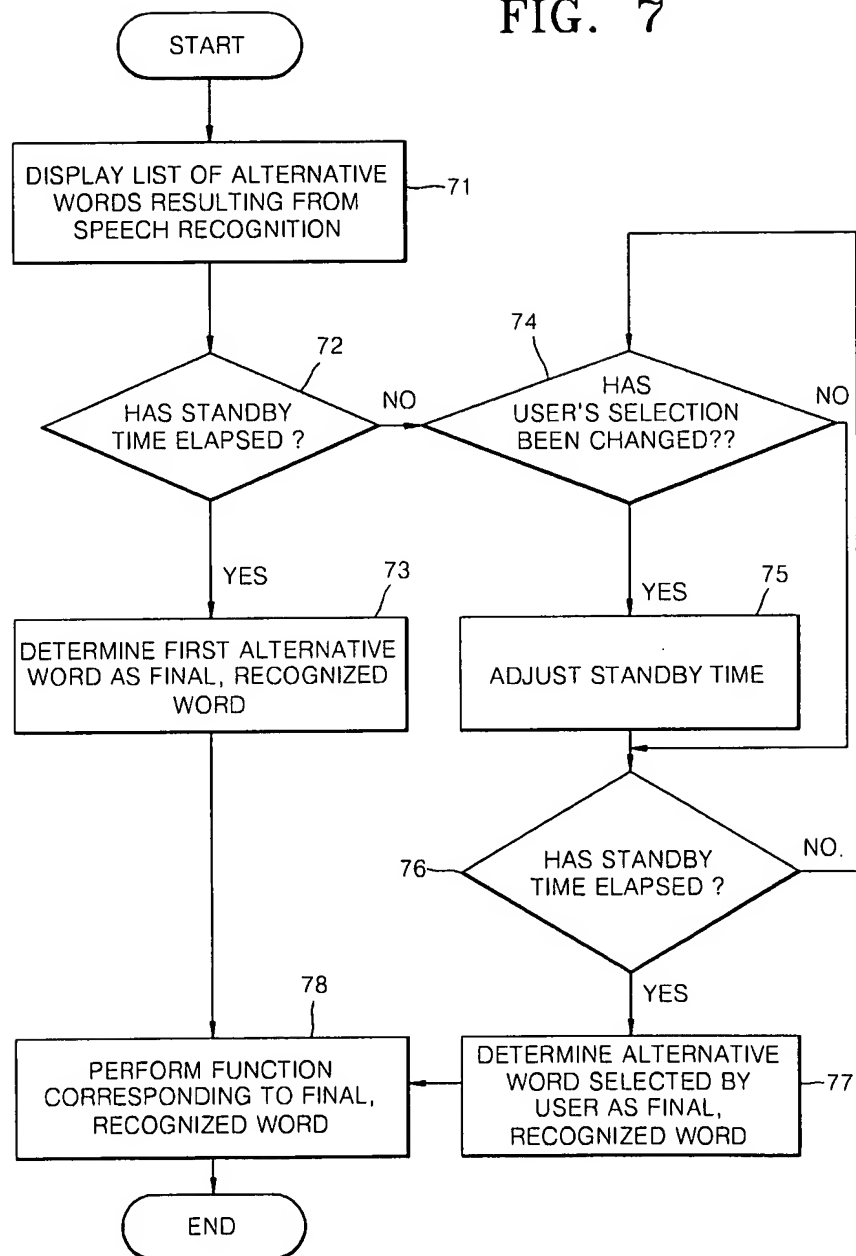 FIG. 7
START
DISPLAY LIST OF ALTERNATIVE
WORDS RESULTING FROM
SPEECH RECOGNITION
71
72
HAS STANDBY
TIME ELAPSED ?
NO
74
HAS
USER'S SELECTION
BEEN CHANGED??
NO
YES
73
DETERMINE FIRST ALTERNATIVE
WORD AS FINAL, RECOGNIZED
WORD
YES
75
ADJUST STANDBY TIME
76
HAS STANDBY
TIME ELAPSED ?
NO.
YES
78
PERFORM FUNCTION
CORRESPONDING TO FINAL,
RECOGNIZED WORD
DETERMINE ALTERNATIVE
WORD SELECTED BY
USER AS FINAL,
RECOGNIZED WORD
77
END